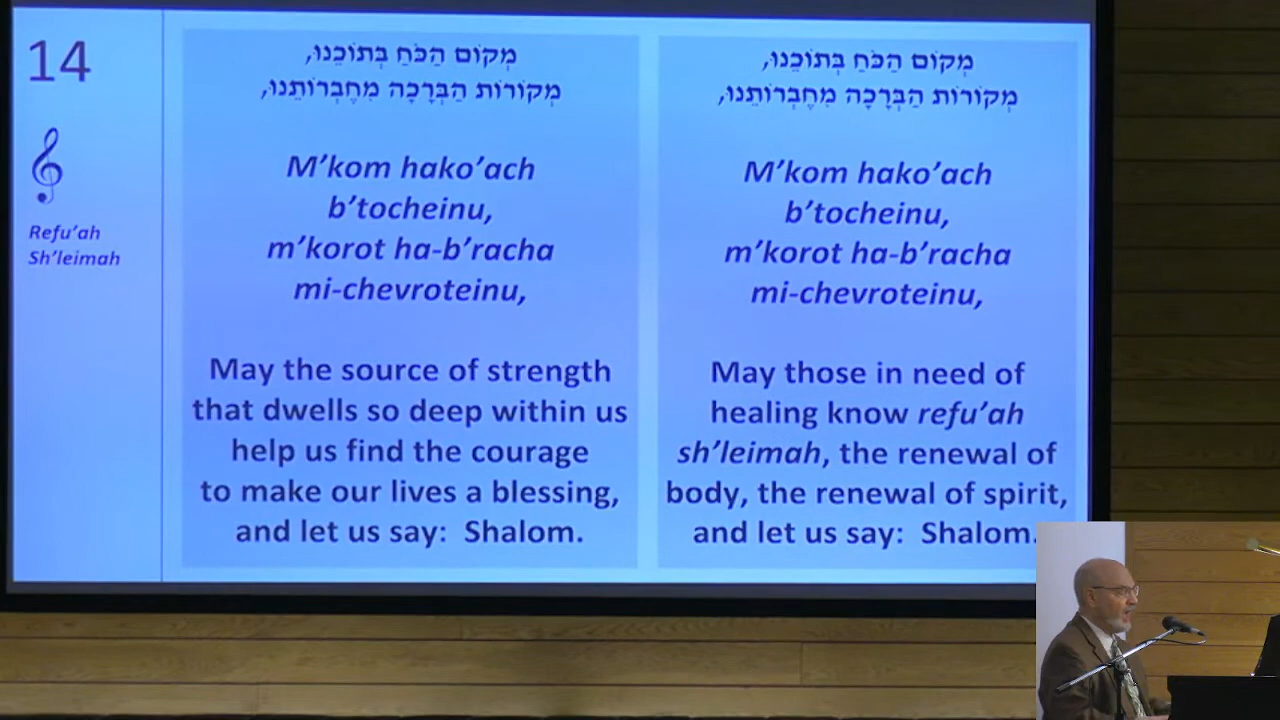 14
Refu’ah
Sh’leimah
מְקוֹם הַכֹּחַ בְּתוֹכֵנוּ,
מְקוֹרוֹת הַבְּרָכָה מִחֶבְרוֹתֵנוּ,
M’kom hako’ach
b’tocheinu,
m’korot ha-b’racha
mi-chevroteinu,
May the source of strength
that dwells so deep within us
help us find the courage
to make our lives a blessing,
and let us say:  Shalom.
מְקוֹם הַכֹּחַ בְּתוֹכֵנוּ,
מְקוֹרוֹת הַבְּרָכָה מִחֶבְרוֹתֵנוּ,
M’kom hako’ach
b’tocheinu,
m’korot ha-b’racha
mi-chevroteinu,
May those in need of
healing know refu’ah
sh’leimah, the renewal of
body, the renewal of spirit,
and let us say:  Shalom.